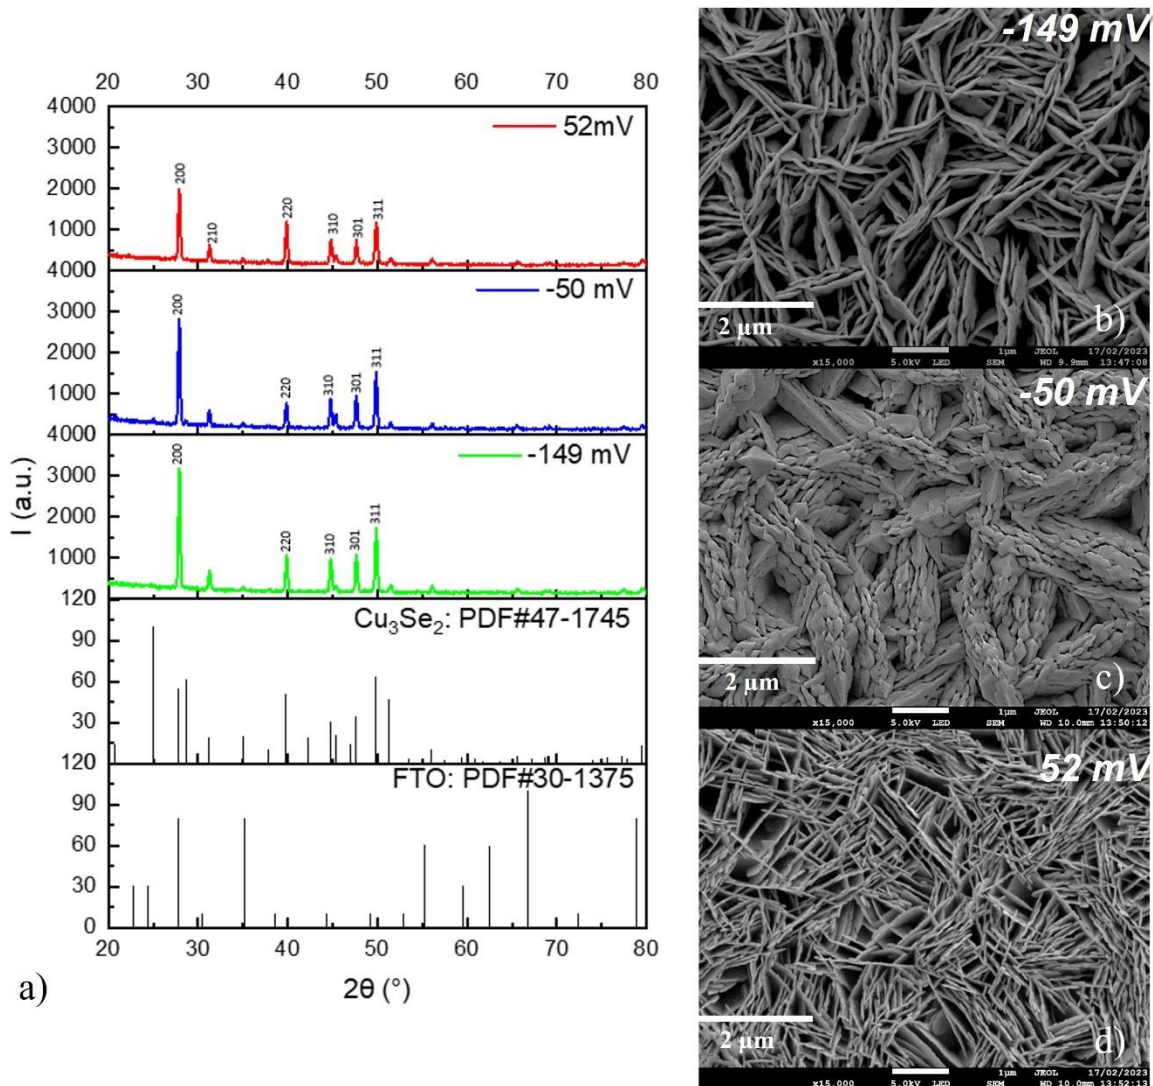 20 30 40 50 60 70 80
4000
3000
2000
1000
52mV
200
210
220
310
301
311
4000
3000
2000
1000
-50 mV
200
220
310
301
311
4000
3000
2000
1000
-149 mV
200
220
310
301
311
I (a.u.)
120
90
60
30
Cu₃Se₂: PDF#47-1745
120
90
60
30
0
FTO: PDF#30-1375
20 30 40 50 60 70 80
2θ (°)
a)
-149 mV
2 µm
b)
1µm JEOL 17/02/2023
x15,000 5.0kV LED SEM WD 9.9mm 13:47:08
-50 mV
2 µm
c)
1µm JEOL 17/02/2023
x15,000 5.0kV LED SEM WD 10.0mm 13:50:12
52 mV
2 µm
d)
1µm JEOL 17/02/2023
x15,000 5.0kV LED SEM WD 10.0mm 13:52:13